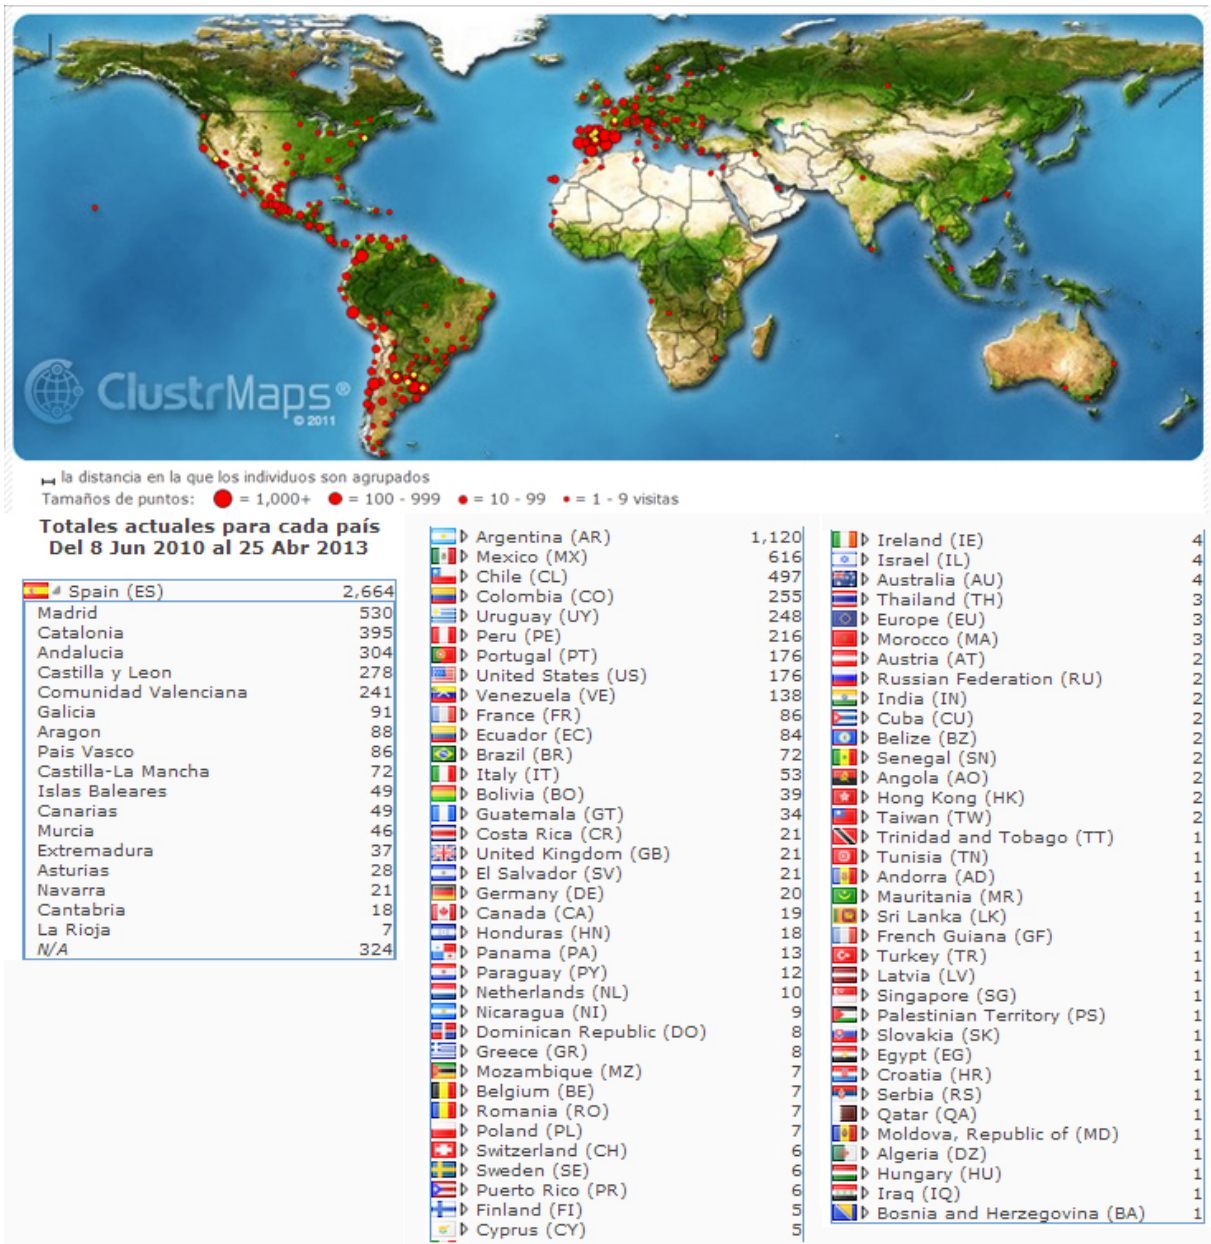 ClustrMaps®
© 2011
la distancia en la que los individuos son agrupados
Tamaños de puntos: = 1,000+ = 100 - 999 = 10 - 99 = 1 - 9 visitas
Totales actuales para cada país
Del 8 Jun 2010 al 25 Abr 2013
Spain (ES) 2,664
Madrid 530
Catalonia 395
Andalucia 304
Castilla y Leon 278
Comunidad Valenciana 241
Galicia 91
Aragon 88
Pais Vasco 86
Castilla-La Mancha 72
Islas Baleares 49
Canarias 49
Murcia 46
Extremadura 37
Asturias 28
Navarra 21
Cantabria 18
La Rioja 7
N/A 324
Argentina (AR) 1,120
Mexico (MX) 616
Chile (CL) 497
Colombia (CO) 255
Uruguay (UY) 248
Peru (PE) 216
Portugal (PT) 176
United States (US) 176
Venezuela (VE) 138
France (FR) 86
Ecuador (EC) 84
Brazil (BR) 72
Italy (IT) 53
Bolivia (BO) 39
Guatemala (GT) 34
Costa Rica (CR) 21
United Kingdom (GB) 21
El Salvador (SV) 21
Germany (DE) 20
Canada (CA) 19
Honduras (HN) 18
Panama (PA) 13
Paraguay (PY) 12
Netherlands (NL) 10
Nicaragua (NI) 9
Dominican Republic (DO) 8
Greece (GR) 8
Mozambique (MZ) 7
Belgium (BE) 7
Romania (RO) 7
Poland (PL) 7
Switzerland (CH) 6
Sweden (SE) 6
Puerto Rico (PR) 6
Finland (FI) 5
Cyprus (CY) 5
Ireland (IE) 4
Israel (IL) 4
Australia (AU) 4
Thailand (TH) 3
Europe (EU) 3
Morocco (MA) 3
Austria (AT) 2
Russian Federation (RU) 2
India (IN) 2
Cuba (CU) 2
Belize (BZ) 2
Senegal (SN) 2
Angola (AO) 2
Hong Kong (HK) 2
Taiwan (TW) 2
Trinidad and Tobago (TT) 1
Tunisia (TN) 1
Andorra (AD) 1
Mauritania (MR) 1
Sri Lanka (LK) 1
French Guiana (GF) 1
Turkey (TR) 1
Latvia (LV) 1
Singapore (SG) 1
Palestinian Territory (PS) 1
Slovakia (SK) 1
Egypt (EG) 1
Croatia (HR) 1
Serbia (RS) 1
Qatar (QA) 1
Moldova, Republic of (MD) 1
Algeria (DZ) 1
Hungary (HU) 1
Iraq (IQ) 1
Bosnia and Herzegovina (BA) 1